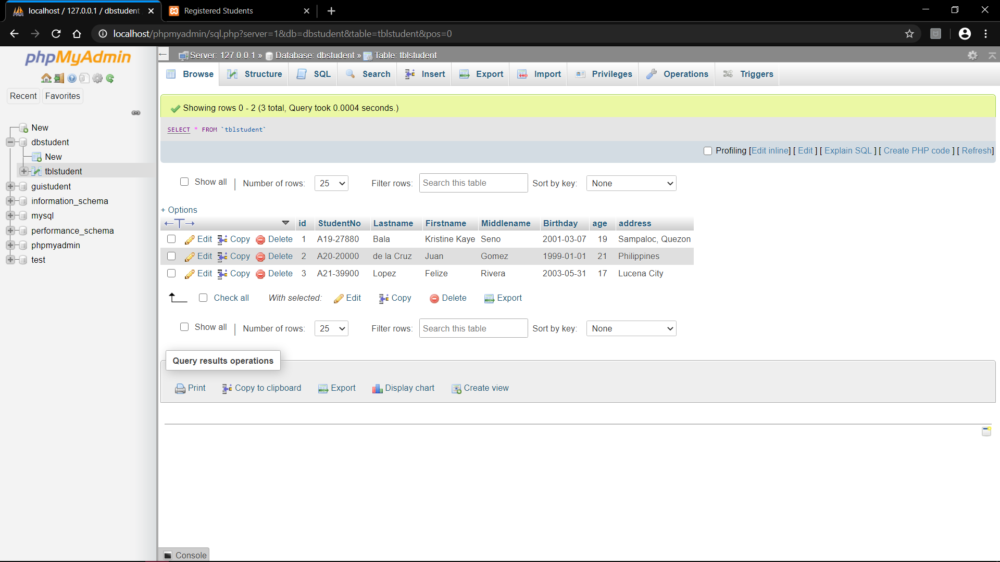 localhost / 127.0.0.1 / dbstudent
Registered Students
localhost/phpmyadmin/sql.php?server=1&db=dbstudent&table=tblstudent&pos=0
phpMyAdmin
Recent Favorites
New
dbstudent
New
tblstudent
guistudent
information_schema
mysql
performance_schema
phpmyadmin
test
Server: 127.0.0.1 » Database: dbstudent » Table: tblstudent
Browse Structure SQL Search Insert Export Import Privileges Operations Triggers
Showing rows 0 - 2 (3 total, Query took 0.0004 seconds.)
SELECT * FROM `tblstudent`
Profiling [Edit inline] [ Edit ] [ Explain SQL ] [ Create PHP code ] [ Refresh]
Show all | Number of rows: 25 Filter rows: Search this table Sort by key: None
+ Options
id StudentNo Lastname Firstname Middlename Birthday age address
Edit Copy Delete 1 A19-27880 Bala Kristine Kaye Seno 2001-03-07 19 Sampaloc, Quezon
Edit Copy Delete 2 A20-20000 de la Cruz Juan Gomez 1999-01-01 21 Philippines
Edit Copy Delete 3 A21-39900 Lopez Felize Rivera 2003-05-31 17 Lucena City
Check all With selected: Edit Copy Delete Export
Show all | Number of rows: 25 Filter rows: Search this table Sort by key: None
Query results operations
Print Copy to clipboard Export Display chart Create view
Console